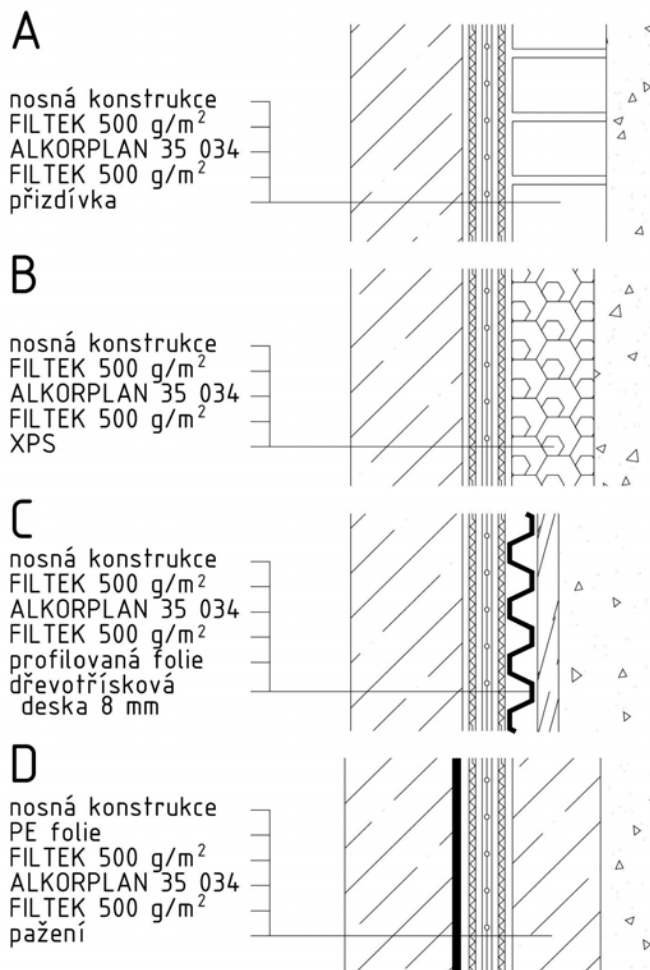 A
nosná konstrukce
FILTEK 500 g/m²
ALKORPLAN 35 034
FILTEK 500 g/m²
přizdívka
B
nosná konstrukce
FILTEK 500 g/m²
ALKORPLAN 35 034
FILTEK 500 g/m²
XPS
C
nosná konstrukce
FILTEK 500 g/m²
ALKORPLAN 35 034
FILTEK 500 g/m²
profilovaná folie
dřevotřísková
deska 8 mm
D
nosná konstrukce
PE folie
FILTEK 500 g/m²
ALKORPLAN 35 034
FILTEK 500 g/m²
pažení